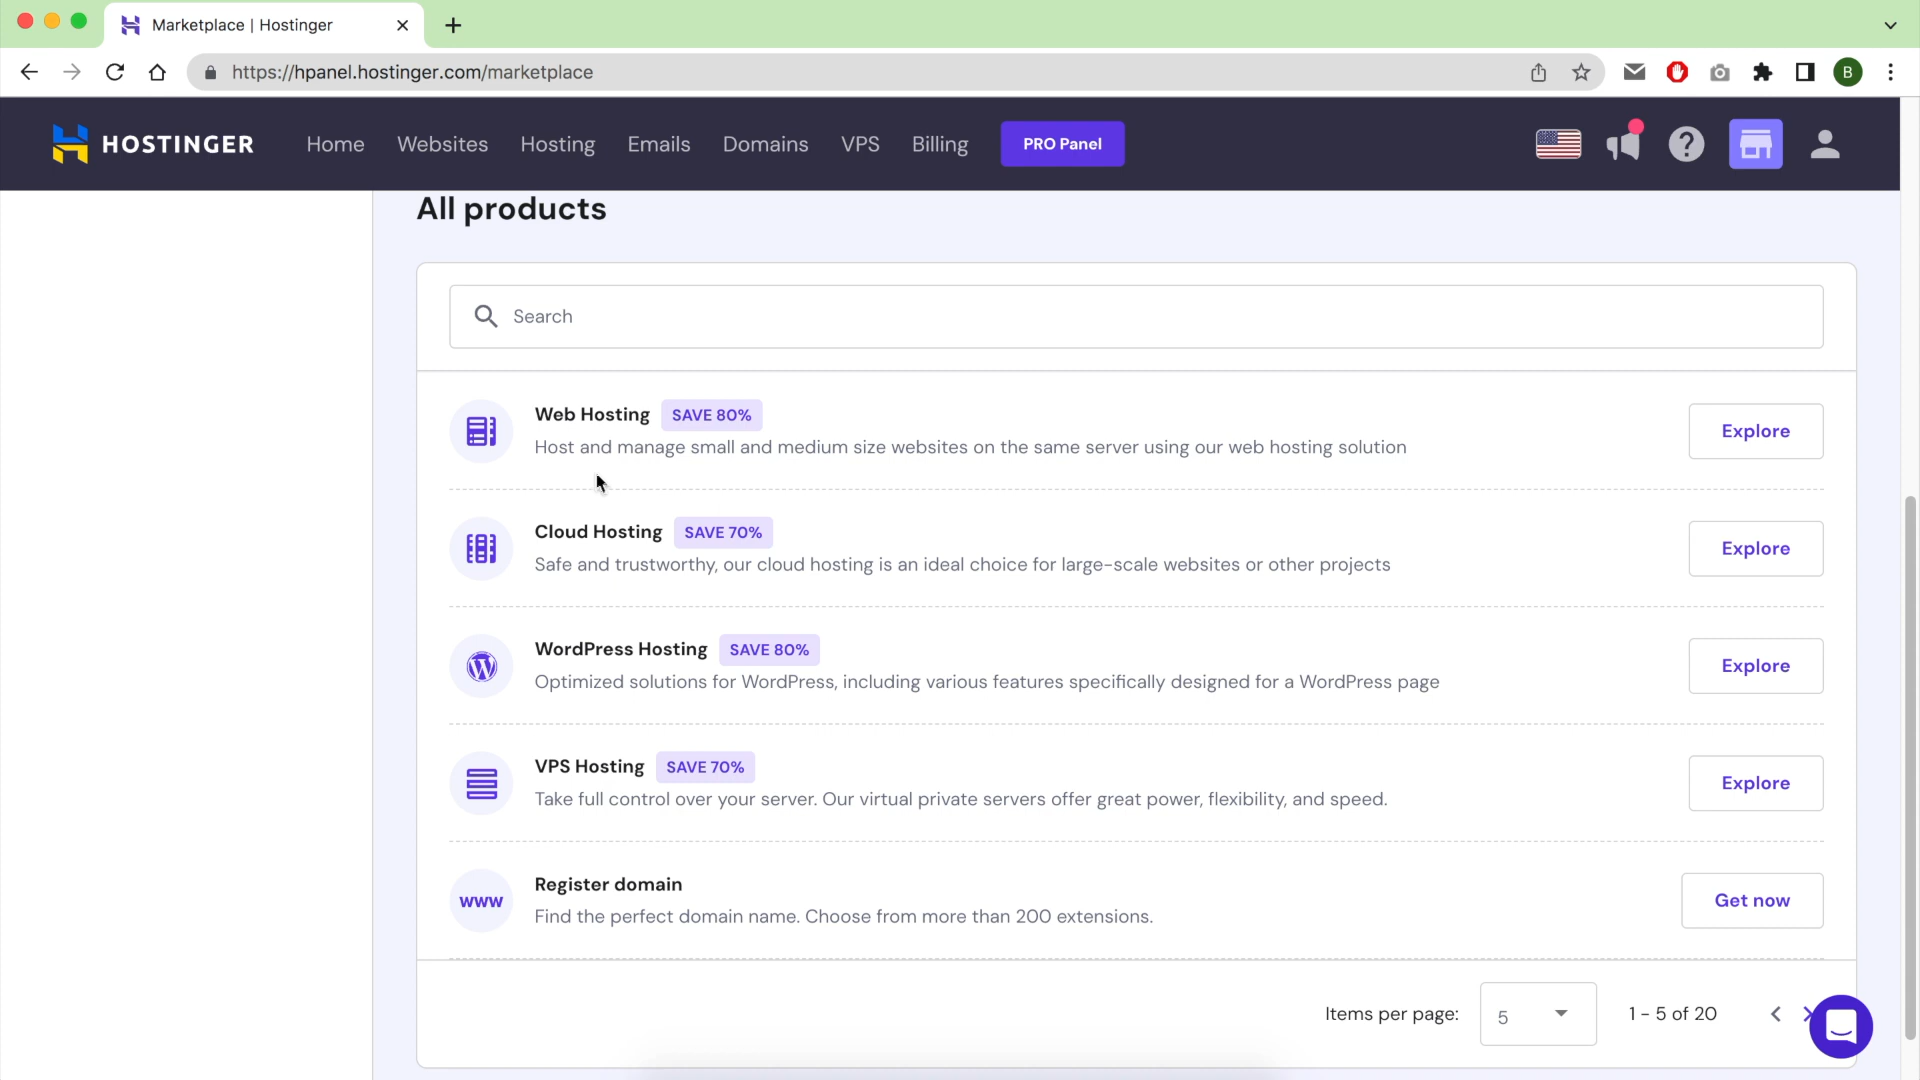 Marketplace | Hostinger
https://hpanel.hostinger.com/marketplace
B
HOSTINGER
Home
Websites
Hosting
Emails
Domains
VPS
Billing
PRO Panel
All products
Search
Web Hosting SAVE 80%
Host and manage small and medium size websites on the same server using our web hosting solution
Explore
Cloud Hosting SAVE 70%
Safe and trustworthy, our cloud hosting is an ideal choice for large-scale websites or other projects
Explore
WordPress Hosting SAVE 80%
Optimized solutions for WordPress, including various features specifically designed for a WordPress page
Explore
VPS Hosting SAVE 70%
Take full control over your server. Our virtual private servers offer great power, flexibility, and speed.
Explore
www
Register domain
Find the perfect domain name. Choose from more than 200 extensions.
Get now
Items per page: 5 1 - 5 of 20